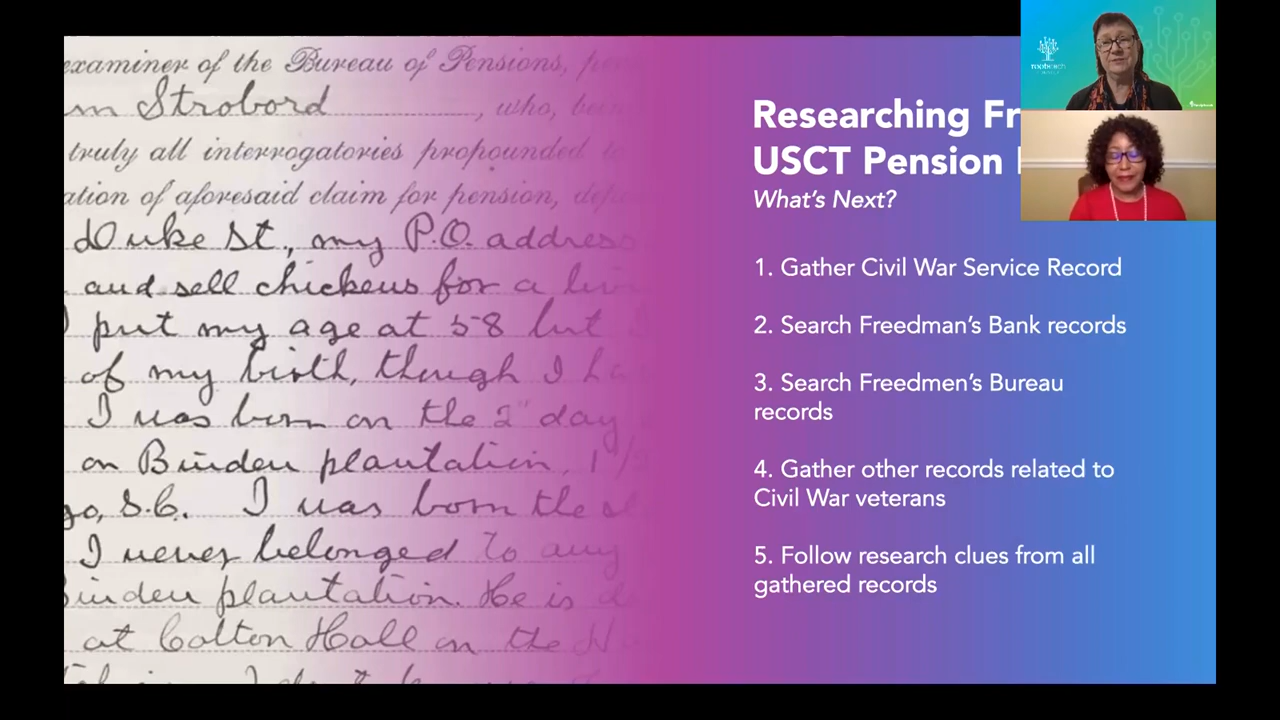 examiner of the Bureau of Pensions,
m Strobord , who,
truly all interrogatories propounded to
ation of aforesaid claim for pension,
Duke St., my P.O. address
and sell chickens for a
put my age at 58 but I
of my birth, though I
I was born on the 2" day
on Binden plantation,
go, S.C. I was born the
I never belonged to any
Binden plantation. He is
at Colton Hall on the
rootstech
Researching
USCT Pension
What's Next?
1. Gather Civil War Service Record
2. Search Freedman's Bank records
3. Search Freedmen's Bureau
records
4. Gather other records related to
Civil War veterans
5. Follow research clues from all
gathered records